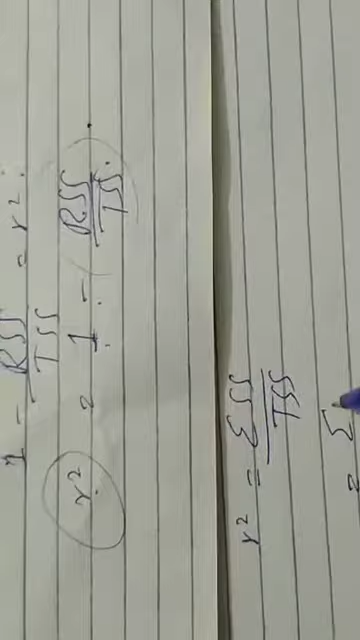 1 - RSS/TSS = r².
r² = 1 - RSS/TSS.
r² = ESS/TSS
= Σ